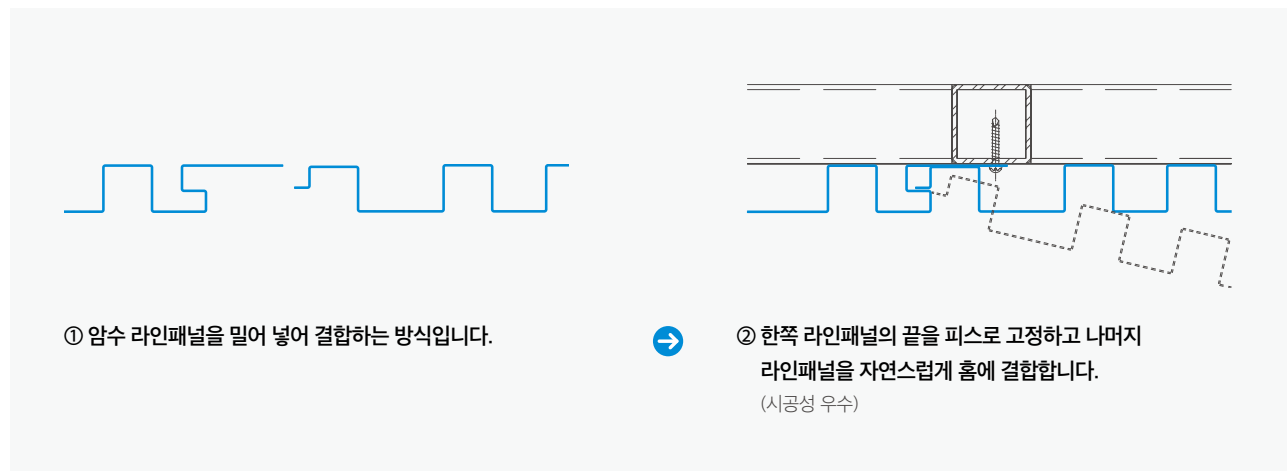 ① 암수 라인패널을 밀어 넣어 결합하는 방식입니다.
② 한쪽 라인패널의 끝을 피스로 고정하고 나머지
라인패널을 자연스럽게 홈에 결합합니다.
(시공성 우수)